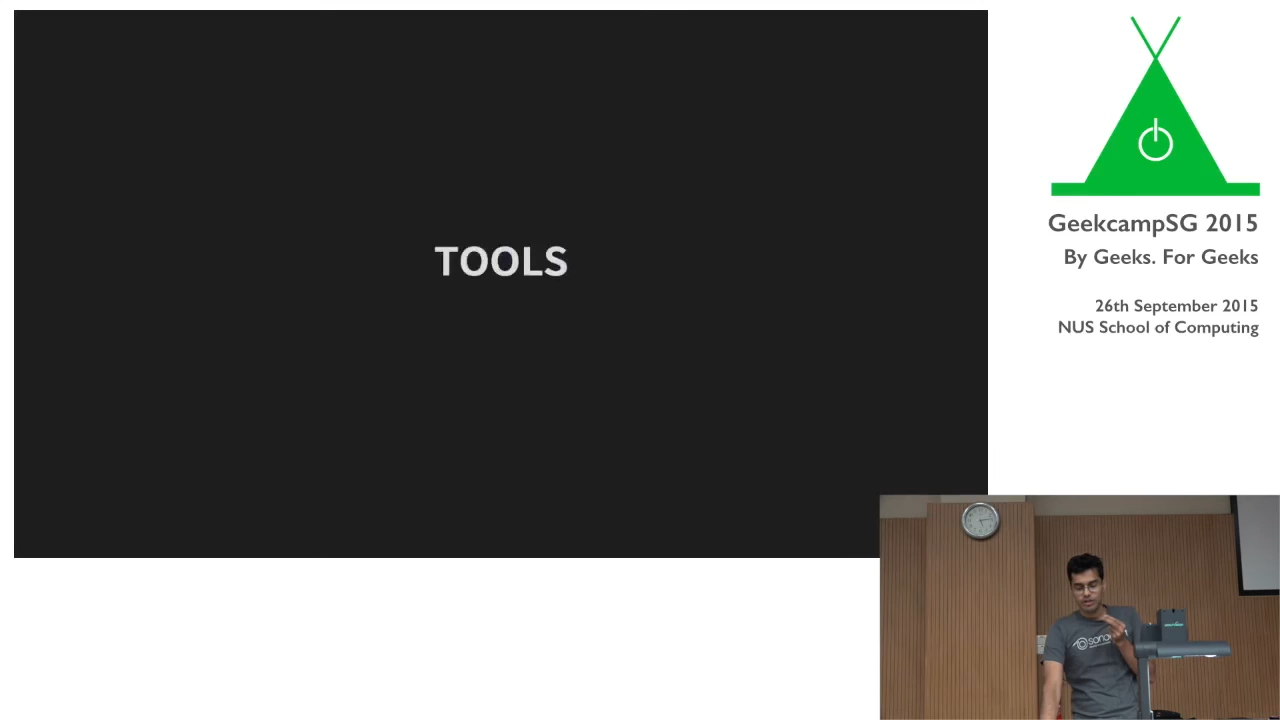 TOOLS
GeekcampSG 2015
By Geeks. For Geeks
26th September 2015
NUS School of Computing